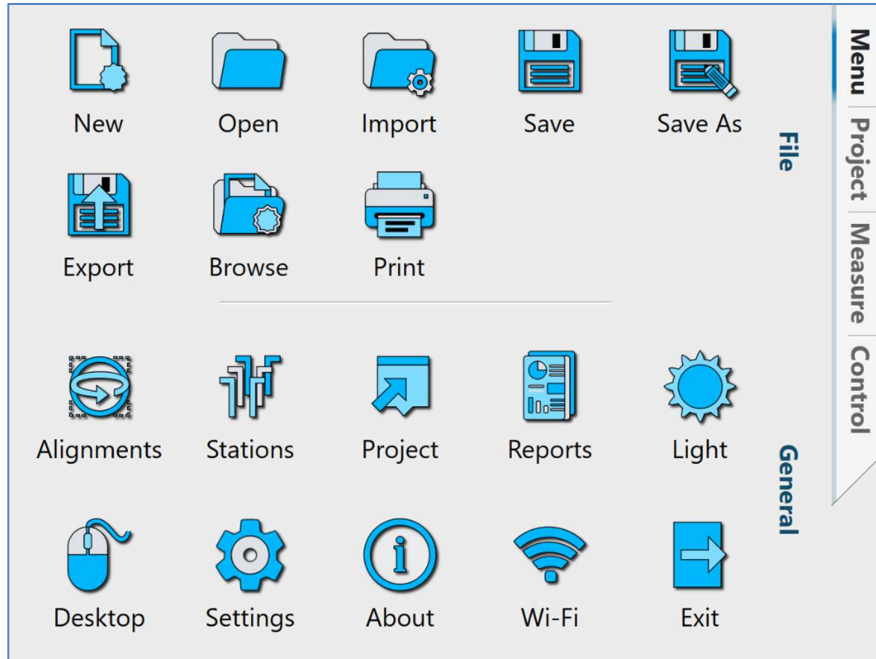 New Open Import Save Save As
Export Browse Print
File
Alignments Stations Project Reports Light
Desktop Settings About Wi-Fi Exit
General
Menu
Project
Measure
Control